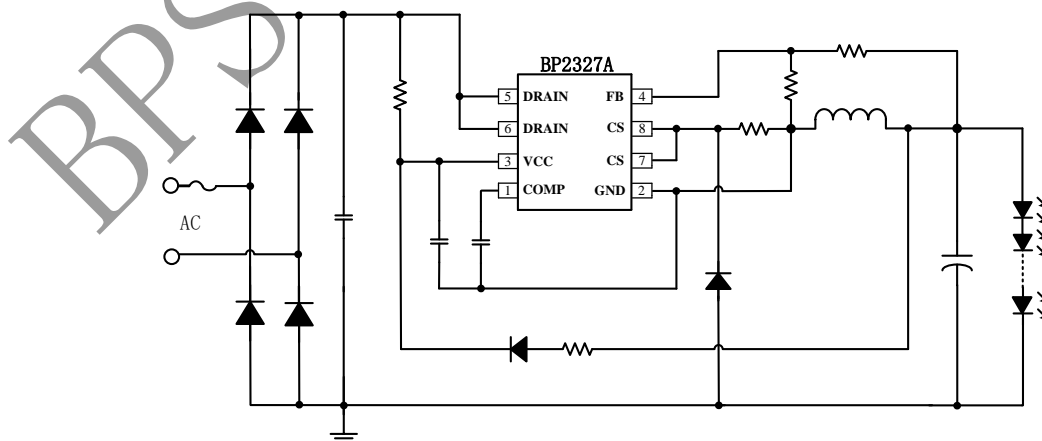 BPS
BP2327A
5 DRAIN FB 4
6 DRAIN CS 8
3 VCC CS 7
1 COMP GND 2
AC